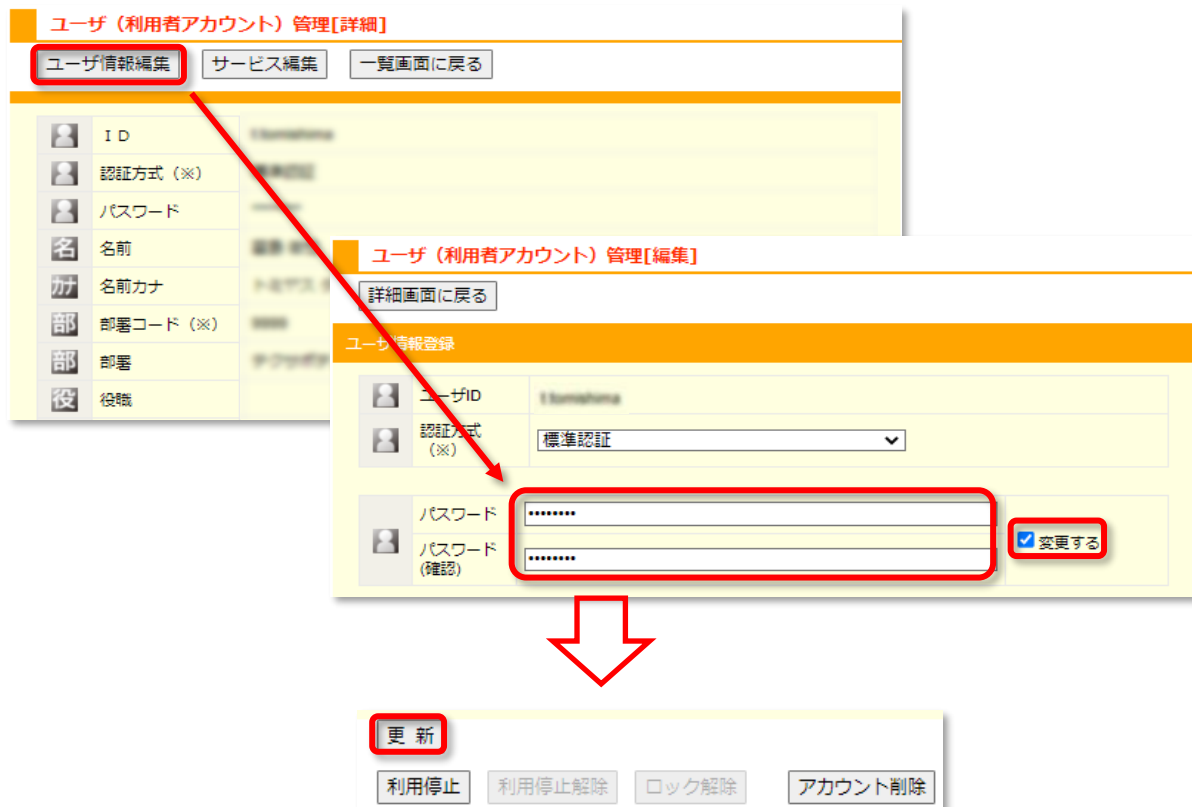 ユーザ（利用者アカウント）管理[詳細]
ユーザ情報編集 サービス編集 一覧画面に戻る
ＩＤ
認証方式（※）
パスワード
名 名前
カナ 名前カナ
部 部署コード（※）
部 部署
役 役職
ユーザ（利用者アカウント）管理[編集]
詳細画面に戻る
ユーザ情報登録
ユーザID
認証方式
（※） 標準認証
パスワード ••••••••
パスワード
(確認) ••••••••
変更する
更 新
利用停止 利用停止解除 ロック解除 アカウント削除